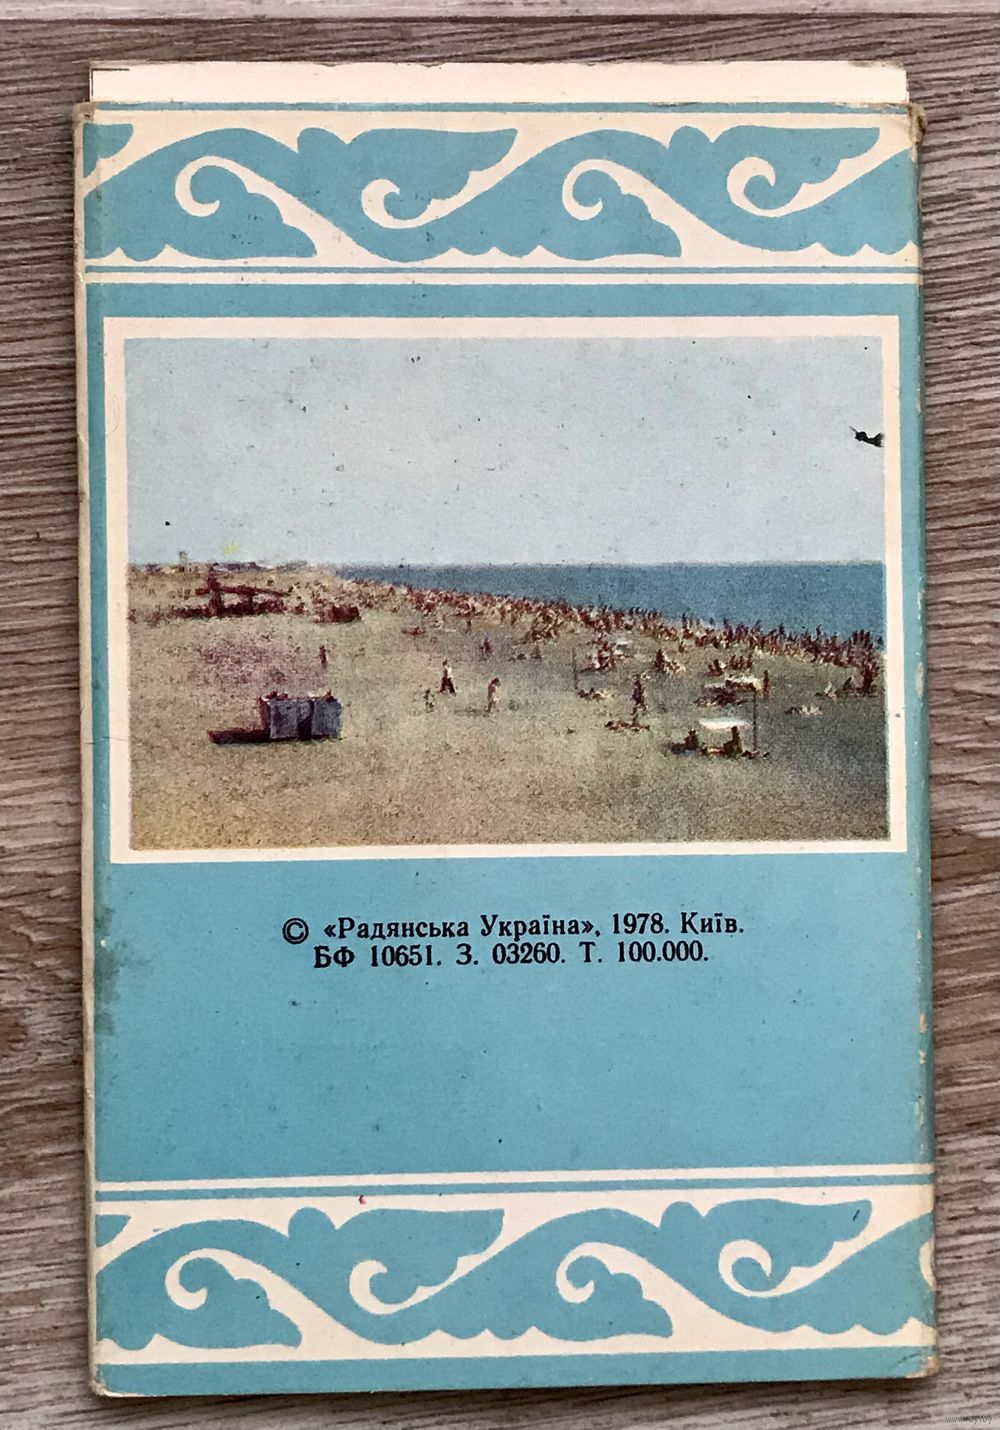 © «Радянська Україна», 1978. Київ.
БФ 10651. З. 03260. Т. 100.000.